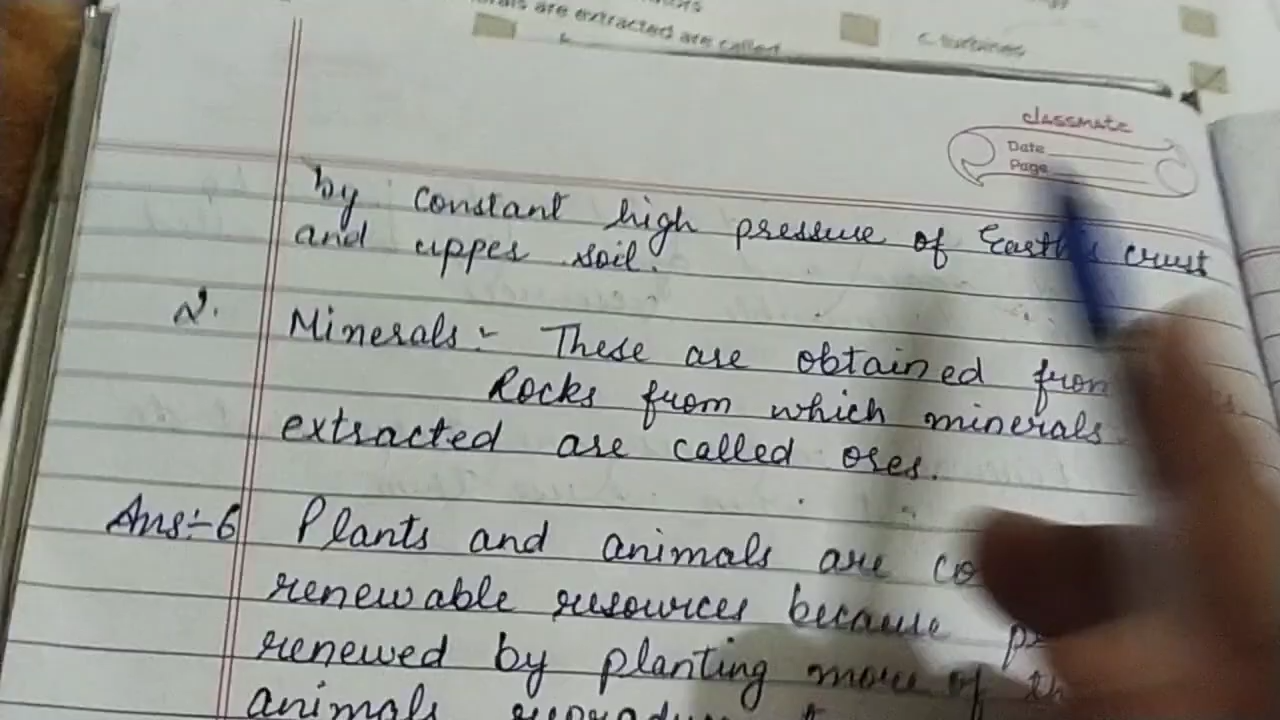 are extracted are called
classmate
Date
Page
by constant high pressure of Earth's crust
and upper soil.
2. Minerals:- These are obtained from
Rocks from which minerals
extracted are called ores.
Ans:-6 Plants and animals are
renewable resources because
renewed by planting more of
animals